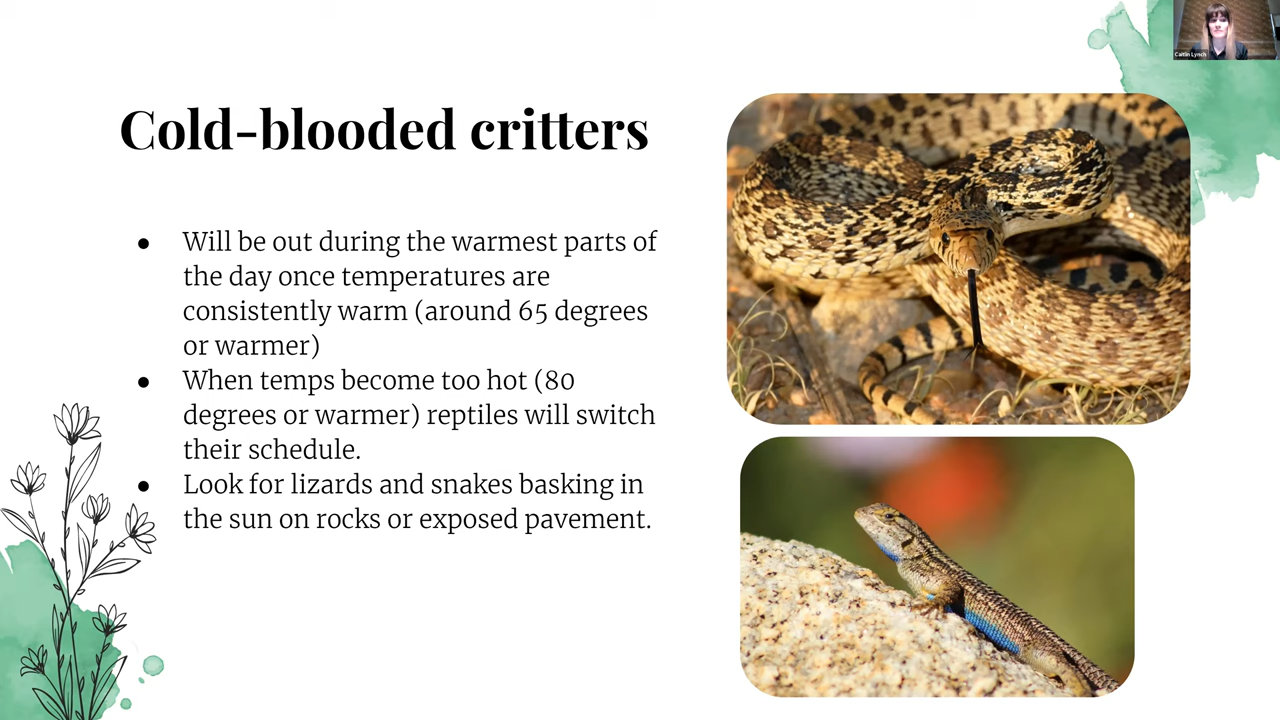 Caitlin Lynch
Cold-blooded critters
● Will be out during the warmest parts of
the day once temperatures are
consistently warm (around 65 degrees
or warmer)
● When temps become too hot (80
degrees or warmer) reptiles will switch
their schedule.
● Look for lizards and snakes basking in
the sun on rocks or exposed pavement.